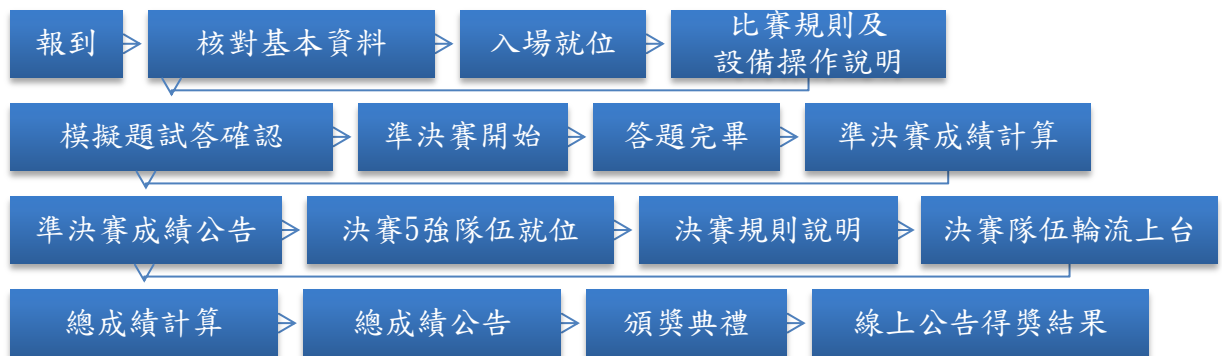 報到
核對基本資料
入場就位
比賽規則及
設備操作說明
模擬題試答確認
準決賽開始
答題完畢
準決賽成績計算
準決賽成績公告
決賽5強隊伍就位
決賽規則說明
決賽隊伍輪流上台
總成績計算
總成績公告
頒獎典禮
線上公告得獎結果